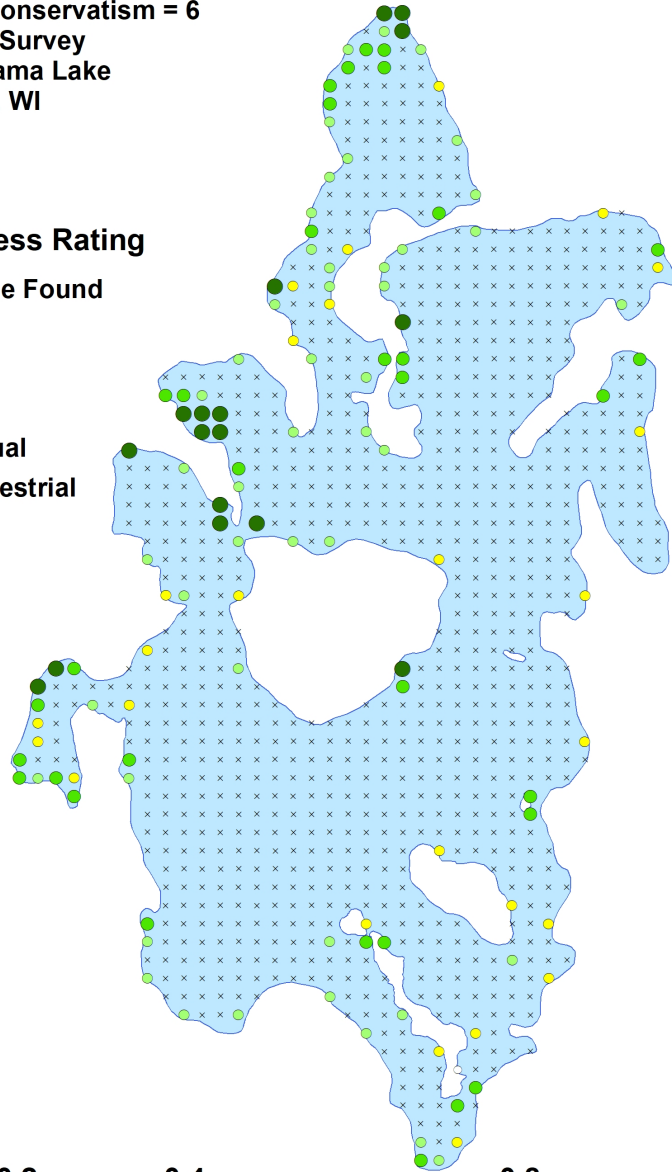 onservatism = 6
Survey
ama Lake
WI
ess Rating
e Found
ual
estrial